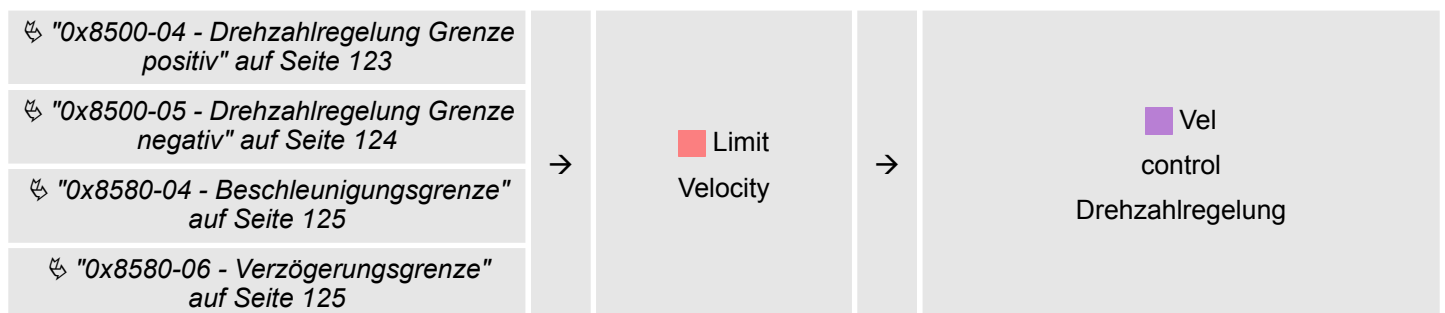 "0x8500-04 - Drehzahlregelung Grenze
positiv" auf Seite 123
"0x8500-05 - Drehzahlregelung Grenze
negativ" auf Seite 124
"0x8580-04 - Beschleunigungsgrenze"
auf Seite 125
"0x8580-06 - Verzögerungsgrenze"
auf Seite 125
→
Limit
Velocity
→
Vel
control
Drehzahlregelung